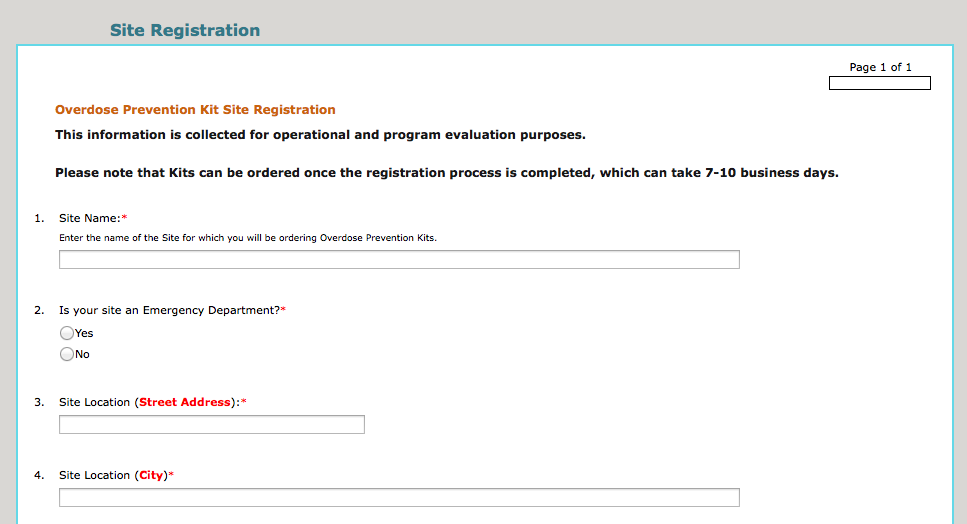 Site Registration
Page 1 of 1
Overdose Prevention Kit Site Registration
This information is collected for operational and program evaluation purposes.
Please note that Kits can be ordered once the registration process is completed, which can take 7-10 business days.
1. Site Name:*
Enter the name of the Site for which you will be ordering Overdose Prevention Kits.
2. Is your site an Emergency Department?*
Yes
No
3. Site Location (Street Address):*
4. Site Location (City)*